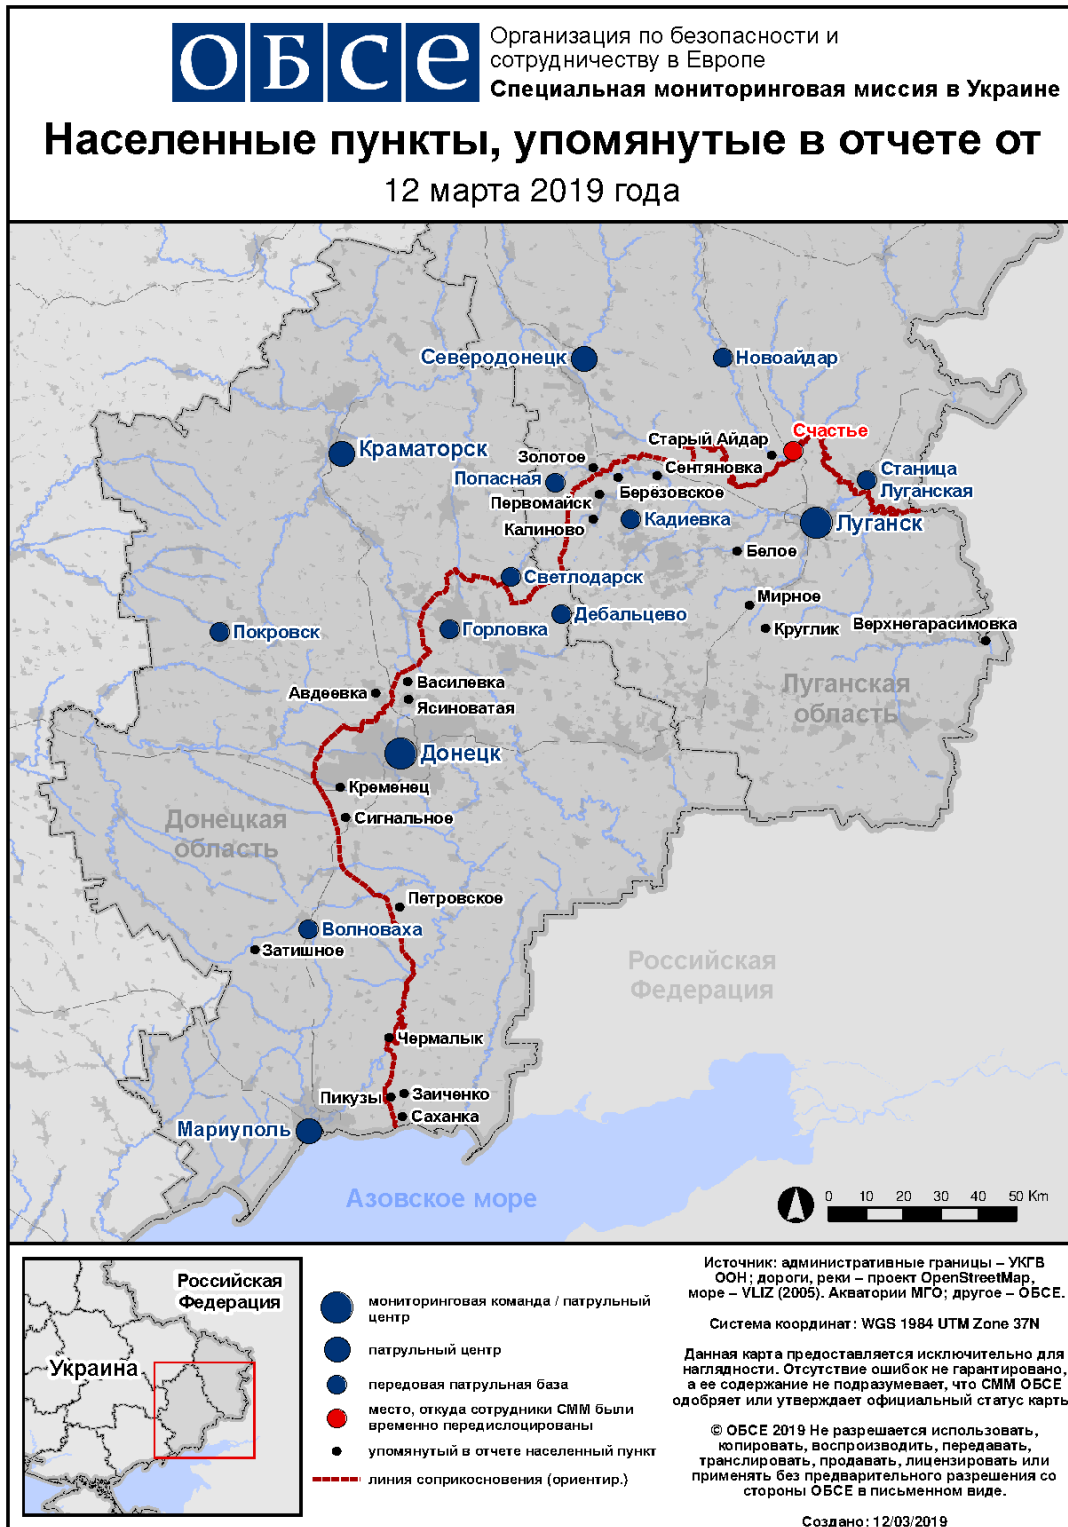 ОБСЕ
Организация по безопасности и
сотрудничеству в Европе
Специальная мониторинговая миссия в Украине
Населенные пункты, упомянутые в отчете от
12 марта 2019 года
Северодонецк
Новоайдар
Счастье
Старый Айдар
Краматорск
Золотое
Сентяновка
Станица
Луганская
Попасная
Берёзовское
Первомайск
Калиново
Кадиевка
Луганск
Белое
Светлодарск
Мирное
Дебальцево
Покровск
Горловка
Круглик
Верхнегарасимовка
Василевка
Авдеевка
Ясиноватая
Луганская
область
Донецк
Кременец
Сигнальное
Донецкая
область
Петровское
Волноваха
Затишное
Российская
Федерация
Чермалык
Пикузы
Заиченко
Саханка
Мариуполь
Азовское море
0 10 20 30 40 50 Km
Российская
Федерация
Украина
мониторинговая команда / патрульный
центр
патрульный центр
передовая патрульная база
место, откуда сотрудники СММ были
временно передислоцированы
упомянутый в отчете населенный пункт
линия соприкосновения (ориентир.)
Источник: административные границы – УКГВ
ООН; дороги, реки – проект OpenStreetMap,
море – VLIZ (2005). Акватории МГО; другое – ОБСЕ.
Система координат: WGS 1984 UTM Zone 37N
Данная карта предоставляется исключительно для
наглядности. Отсутствие ошибок не гарантировано,
а ее содержание не подразумевает, что СММ ОБСЕ
одобряет или утверждает официальный статус карты
© ОБСЕ 2019 Не разрешается использовать,
копировать, воспроизводить, передавать,
транслировать, продавать, лицензировать или
применять без предварительного разрешения со
стороны ОБСЕ в письменном виде.
Создано: 12/03/2019